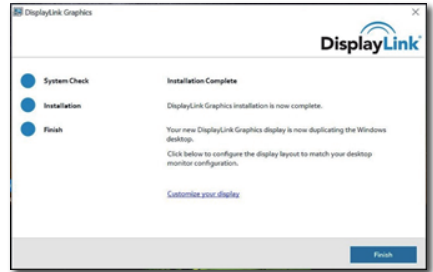 DisplayLink Graphics
DisplayLink
System Check
Installation Complete
Installation
DisplayLink Graphics installation is now complete.
Finish
Your new DisplayLink Graphics display is now duplicating the Windows
desktop.
Click below to configure the display layout to match your desktop
monitor configuration.
Customize your display
Finish